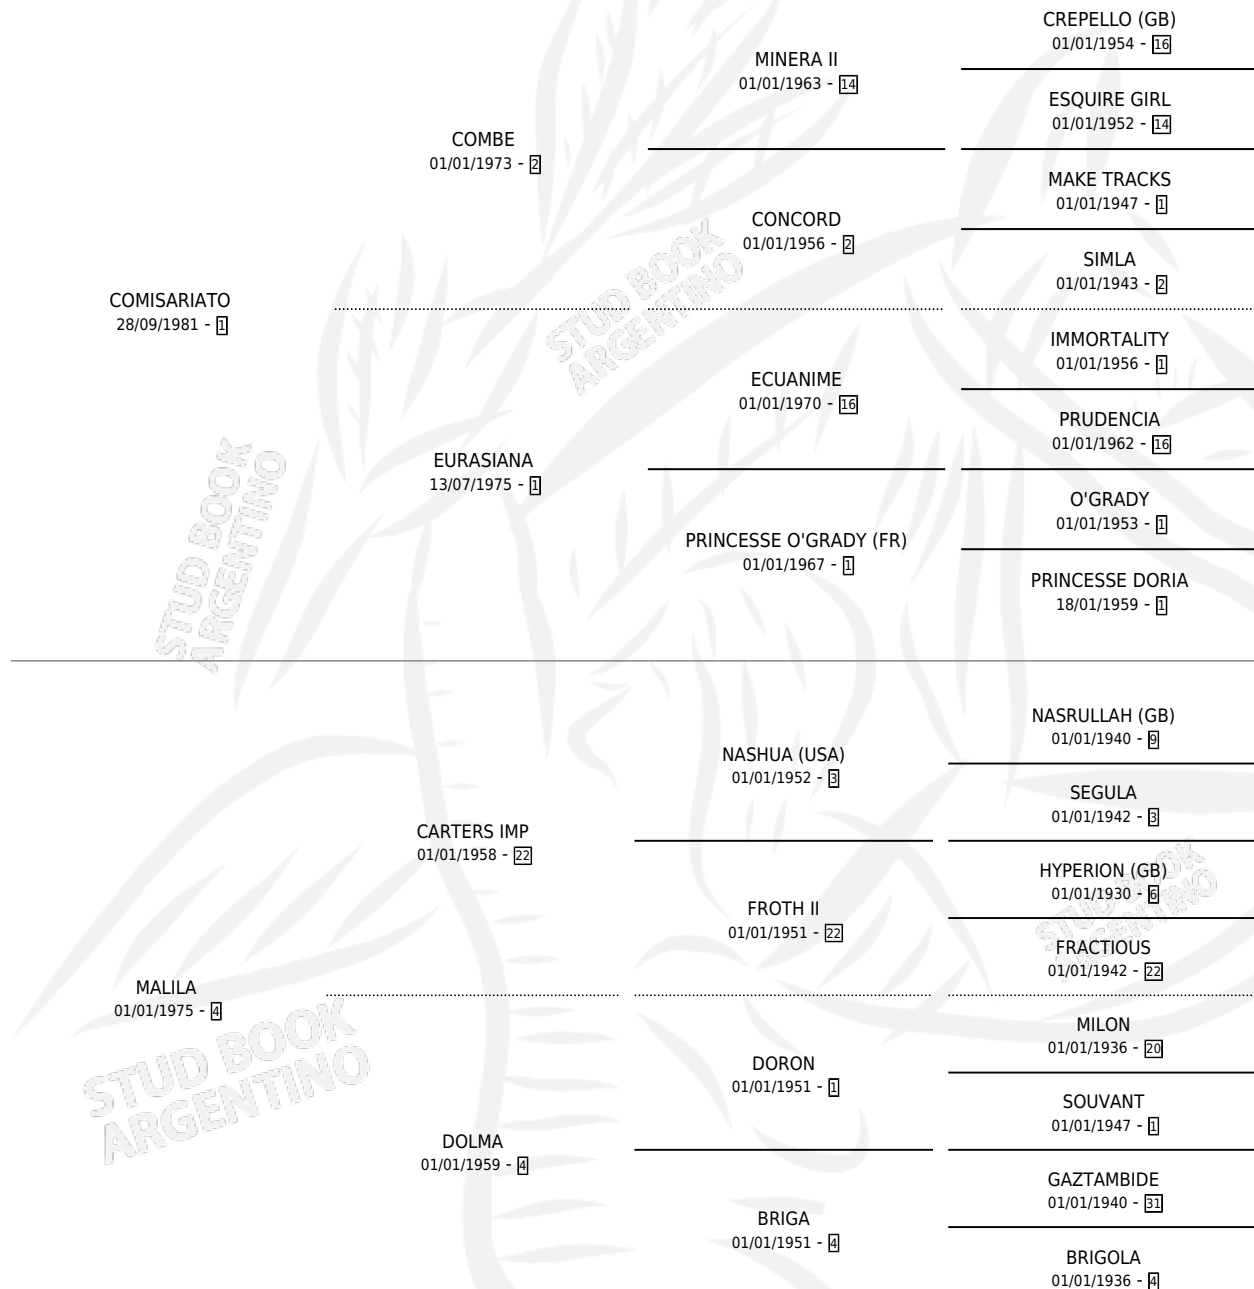 CREPELLO (GB)
01/01/1954 - 16
MINERA II
01/01/1963 - 14
ESQUIRE GIRL
01/01/1952 - 14
COMBE
01/01/1973 - 2
MAKE TRACKS
01/01/1947 - 1
CONCORD
01/01/1956 - 2
SIMLA
01/01/1943 - 2
COMISARIATO
28/09/1981 - 1
IMMORTALITY
01/01/1956 - 1
ECUANIME
01/01/1970 - 16
PRUDENCIA
01/01/1962 - 16
EURASIANA
13/07/1975 - 1
O'GRADY
01/01/1953 - 1
PRINCESSE O'GRADY (FR)
01/01/1967 - 1
PRINCESSE DORIA
18/01/1959 - 1
NASRULLAH (GB)
01/01/1940 - 9
NASHUA (USA)
01/01/1952 - 3
SEGULA
01/01/1942 - 3
CARTERS IMP
01/01/1958 - 22
HYPERION (GB)
01/01/1930 - 6
FROTH II
01/01/1951 - 22
FRACTIOUS
01/01/1942 - 22
MALILA
01/01/1975 - 4
MILON
01/01/1936 - 20
DORON
01/01/1951 - 1
SOUVANT
01/01/1947 - 1
DOLMA
01/01/1959 - 4
GAZTAMBIDE
01/01/1940 - 31
BRIGA
01/01/1951 - 4
BRIGOLA
01/01/1936 - 4
STUD BOOK
ARGENTINO
STUD BOOK
ARGENTINO
STUD BOOK
ARGENTINO
STUD BOOK
ARGENTINO